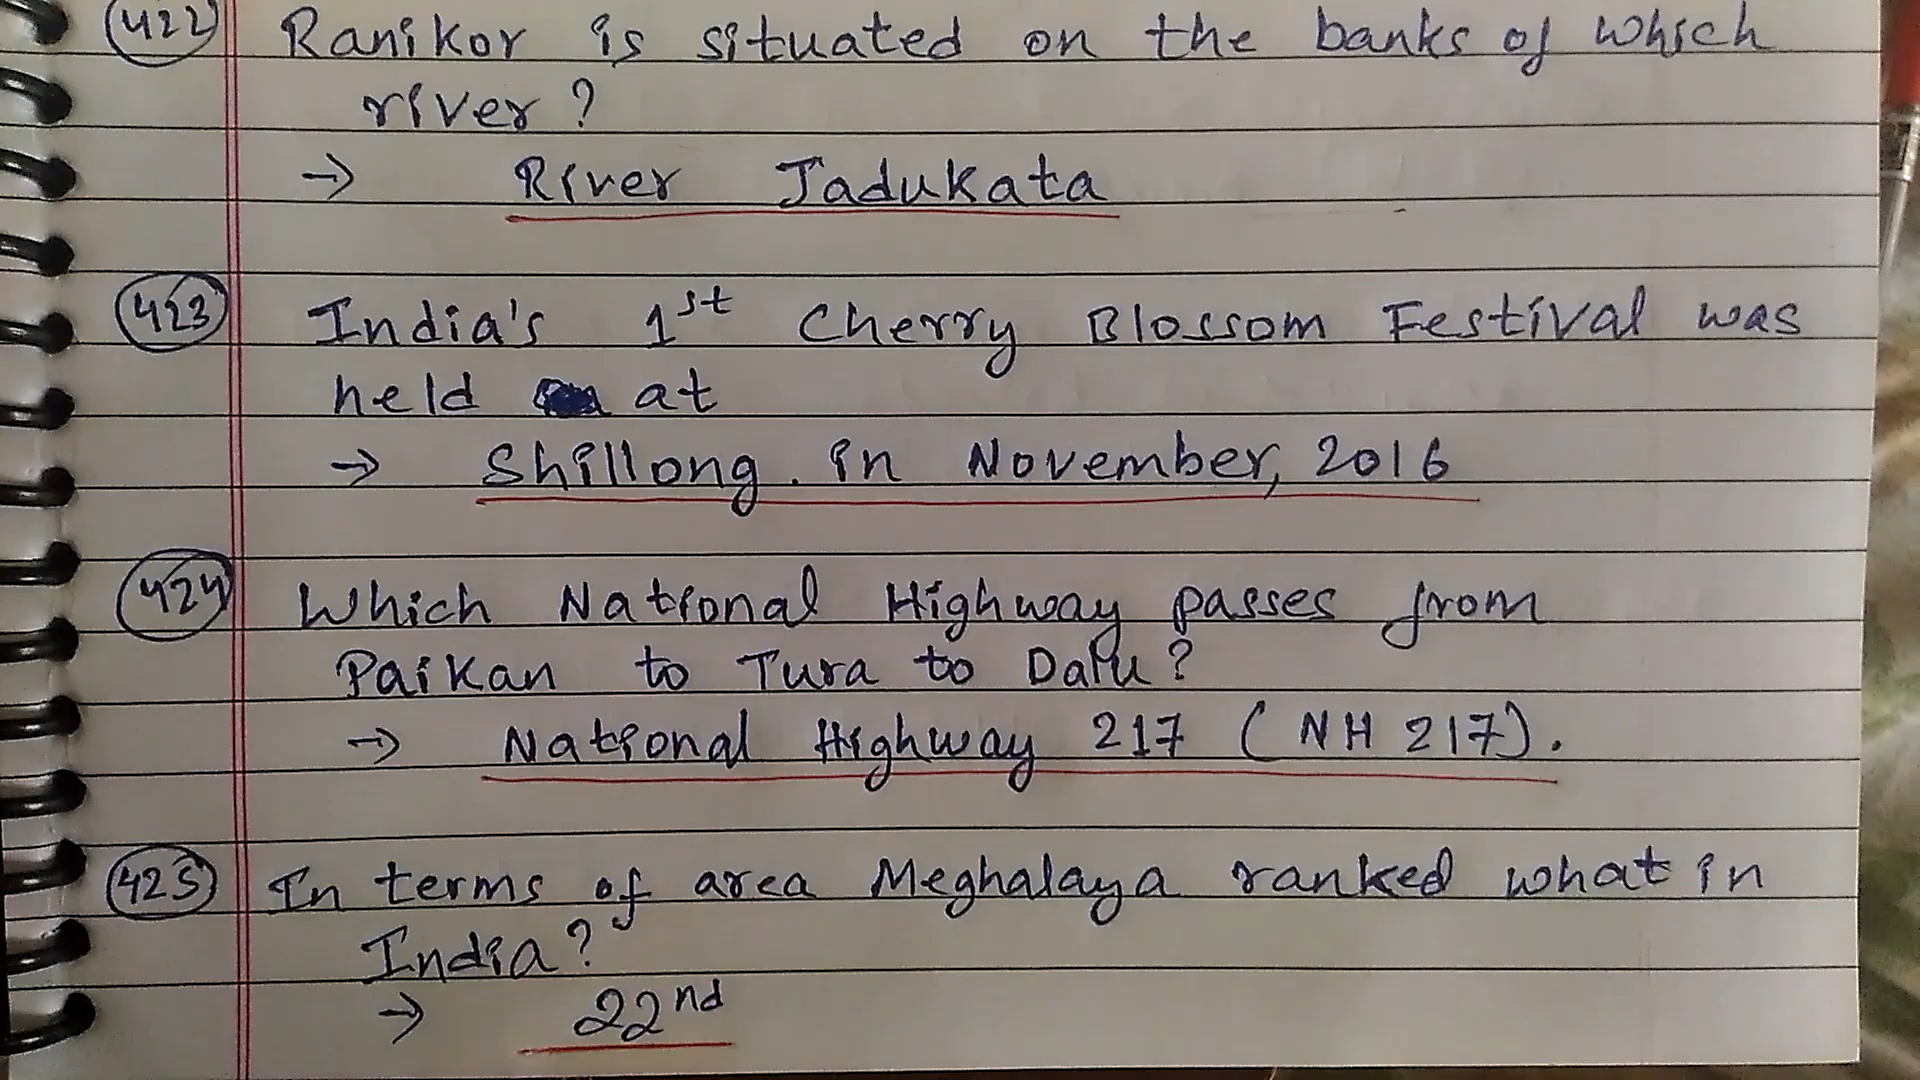 422 Ranikor is situated on the banks of which
river?
→ River Jadukata
423 India's 1st Cherry Blossom Festival was
held at
→ Shillong. in November, 2016
424 Which National Highway passes from
Paikan to Tura to Dalu?
→ National Highway 217 (NH 217).
425 In terms of area Meghalaya ranked what in
India?
→ 22nd